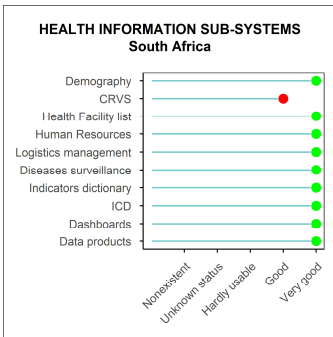 HEALTH INFORMATION SUB-SYSTEMS
South Africa
Demography
CRVS
Health Facility list
Human Resources
Logistics management
Diseases surveillance
Indicators dictionary
ICD
Dashboards
Data products
Nonexistent
Unknown status
Hardly usable
Good
Very good